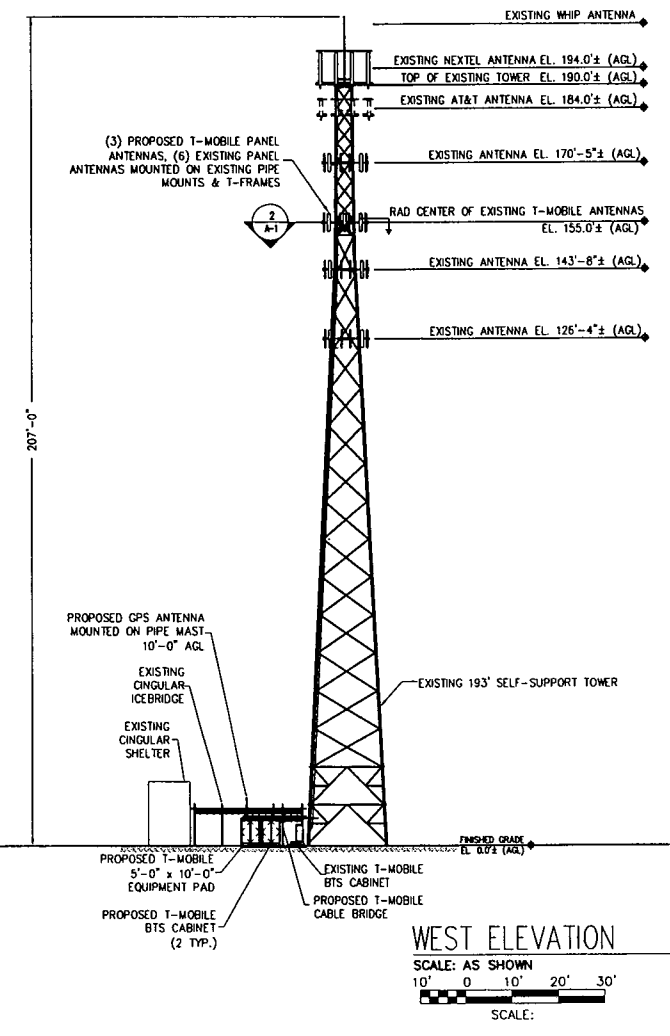 EXISTING WHIP ANTENNA
EXISTING NEXTEL ANTENNA EL. 194.0'± (AGL)
TOP OF EXISTING TOWER EL. 190.0'± (AGL)
EXISTING AT&T ANTENNA EL. 184.0'± (AGL)
(3) PROPOSED T-MOBILE PANEL
ANTENNAS, (6) EXISTING PANEL
ANTENNAS MOUNTED ON EXISTING PIPE
MOUNTS & T-FRAMES
EXISTING ANTENNA EL. 170'-5"± (AGL)
2
A-1
RAD CENTER OF EXISTING T-MOBILE ANTENNAS
EL. 155.0'± (AGL)
EXISTING ANTENNA EL. 143'-8"± (AGL)
EXISTING ANTENNA EL. 126'-4"± (AGL)
207'-0"
PROPOSED GPS ANTENNA
MOUNTED ON PIPE MAST
10'-0" AGL
EXISTING
CINGULAR
ICEBRIDGE
EXISTING 193' SELF-SUPPORT TOWER
EXISTING
CINGULAR
SHELTER
FINISHED GRADE
EL. 0.0'± (AGL)
PROPOSED T-MOBILE
5'-0" x 10'-0"
EQUIPMENT PAD
EXISTING T-MOBILE
BTS CABINET
PROPOSED T-MOBILE
CABLE BRIDGE
PROPOSED T-MOBILE
BTS CABINET
(2 TYP.)
WEST ELEVATION
SCALE: AS SHOWN
10' 0 10' 20' 30'
SCALE: